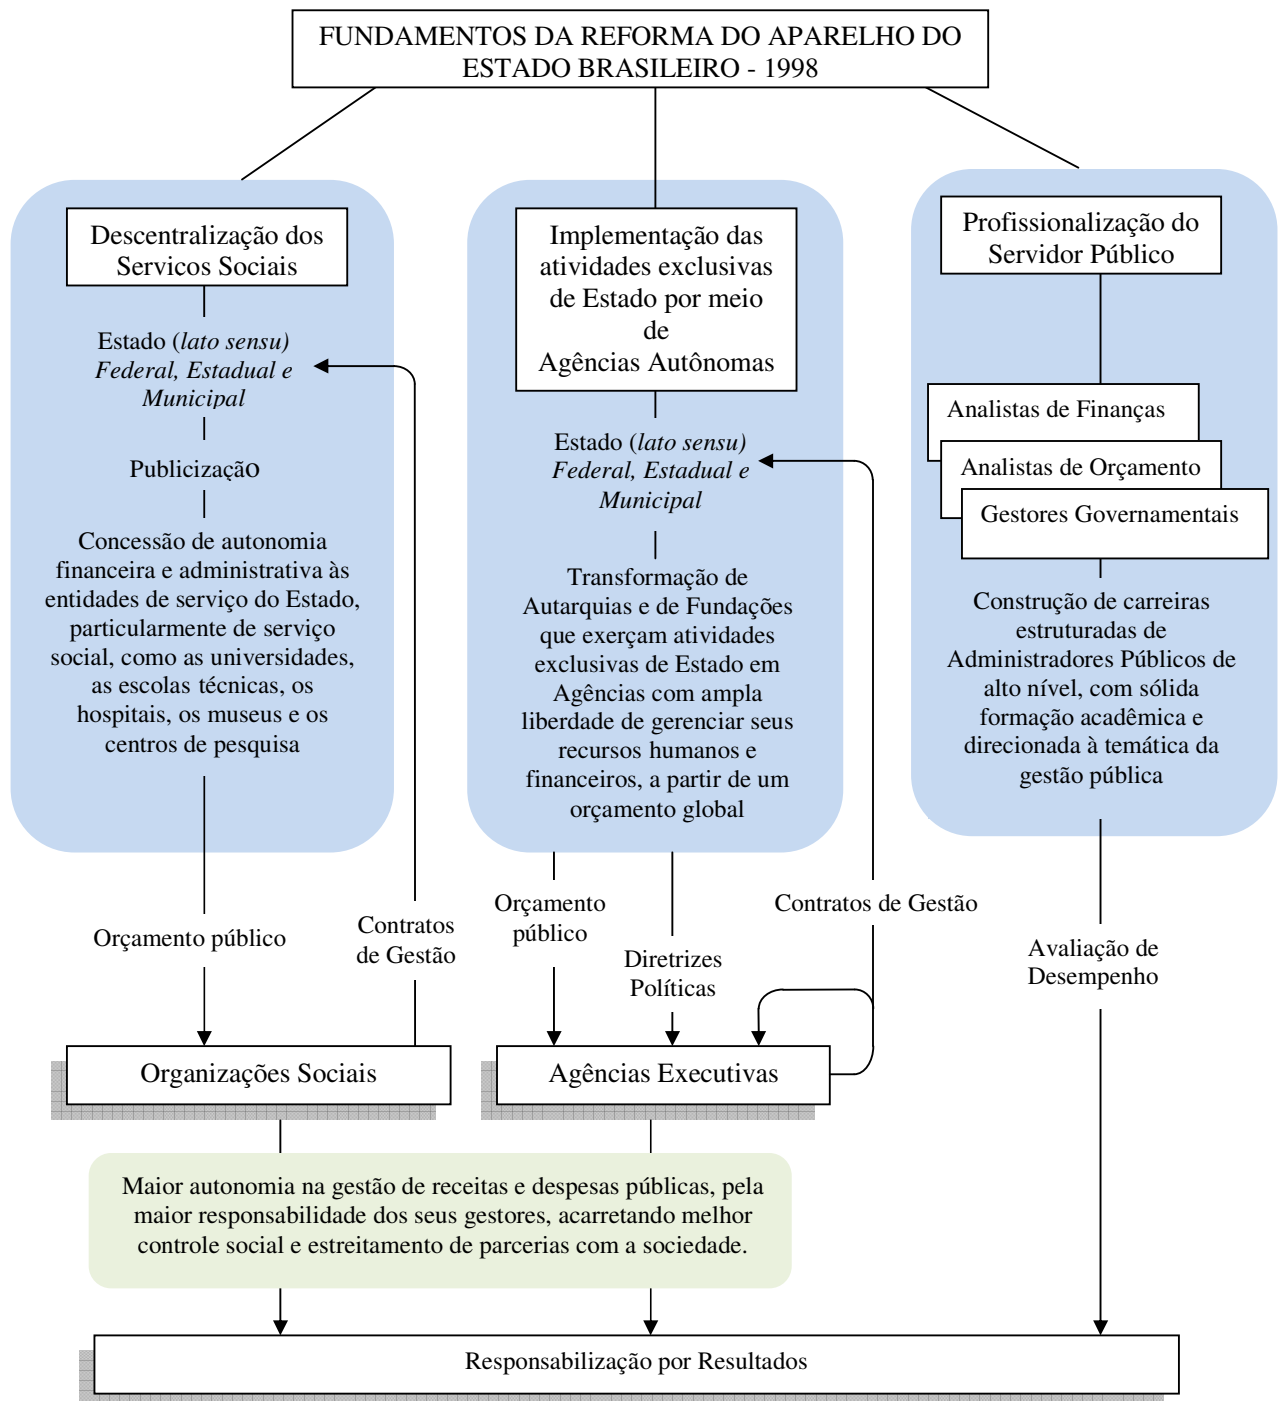 FUNDAMENTOS DA REFORMA DO APARELHO DO
ESTADO BRASILEIRO - 1998
Descentralização dos
Servicos Sociais
Estado (lato sensu)
Federal, Estadual e
Municipal
Publicização
Concessão de autonomia
financeira e administrativa às
entidades de serviço do Estado,
particularmente de serviço
social, como as universidades,
as escolas técnicas, os
hospitais, os museus e os
centros de pesquisa
Orçamento público
Contratos
de Gestão
Organizações Sociais
Implementação das
atividades exclusivas
de Estado por meio
de
Agências Autônomas
Estado (lato sensu)
Federal, Estadual e
Municipal
Transformação de
Autarquias e de Fundações
que exerçam atividades
exclusivas de Estado em
Agências com ampla
liberdade de gerenciar seus
recursos humanos e
financeiros, a partir de um
orçamento global
Orçamento
público
Diretrizes
Políticas
Contratos de Gestão
Agências Executivas
Profissionalização do
Servidor Público
Analistas de Finanças
Analistas de Orçamento
Gestores Governamentais
Construção de carreiras
estruturadas de
Administradores Públicos de
alto nível, com sólida
formação acadêmica e
direcionada à temática da
gestão pública
Avaliação de
Desempenho
Maior autonomia na gestão de receitas e despesas públicas, pela
maior responsabilidade dos seus gestores, acarretando melhor
controle social e estreitamento de parcerias com a sociedade.
Responsabilização por Resultados